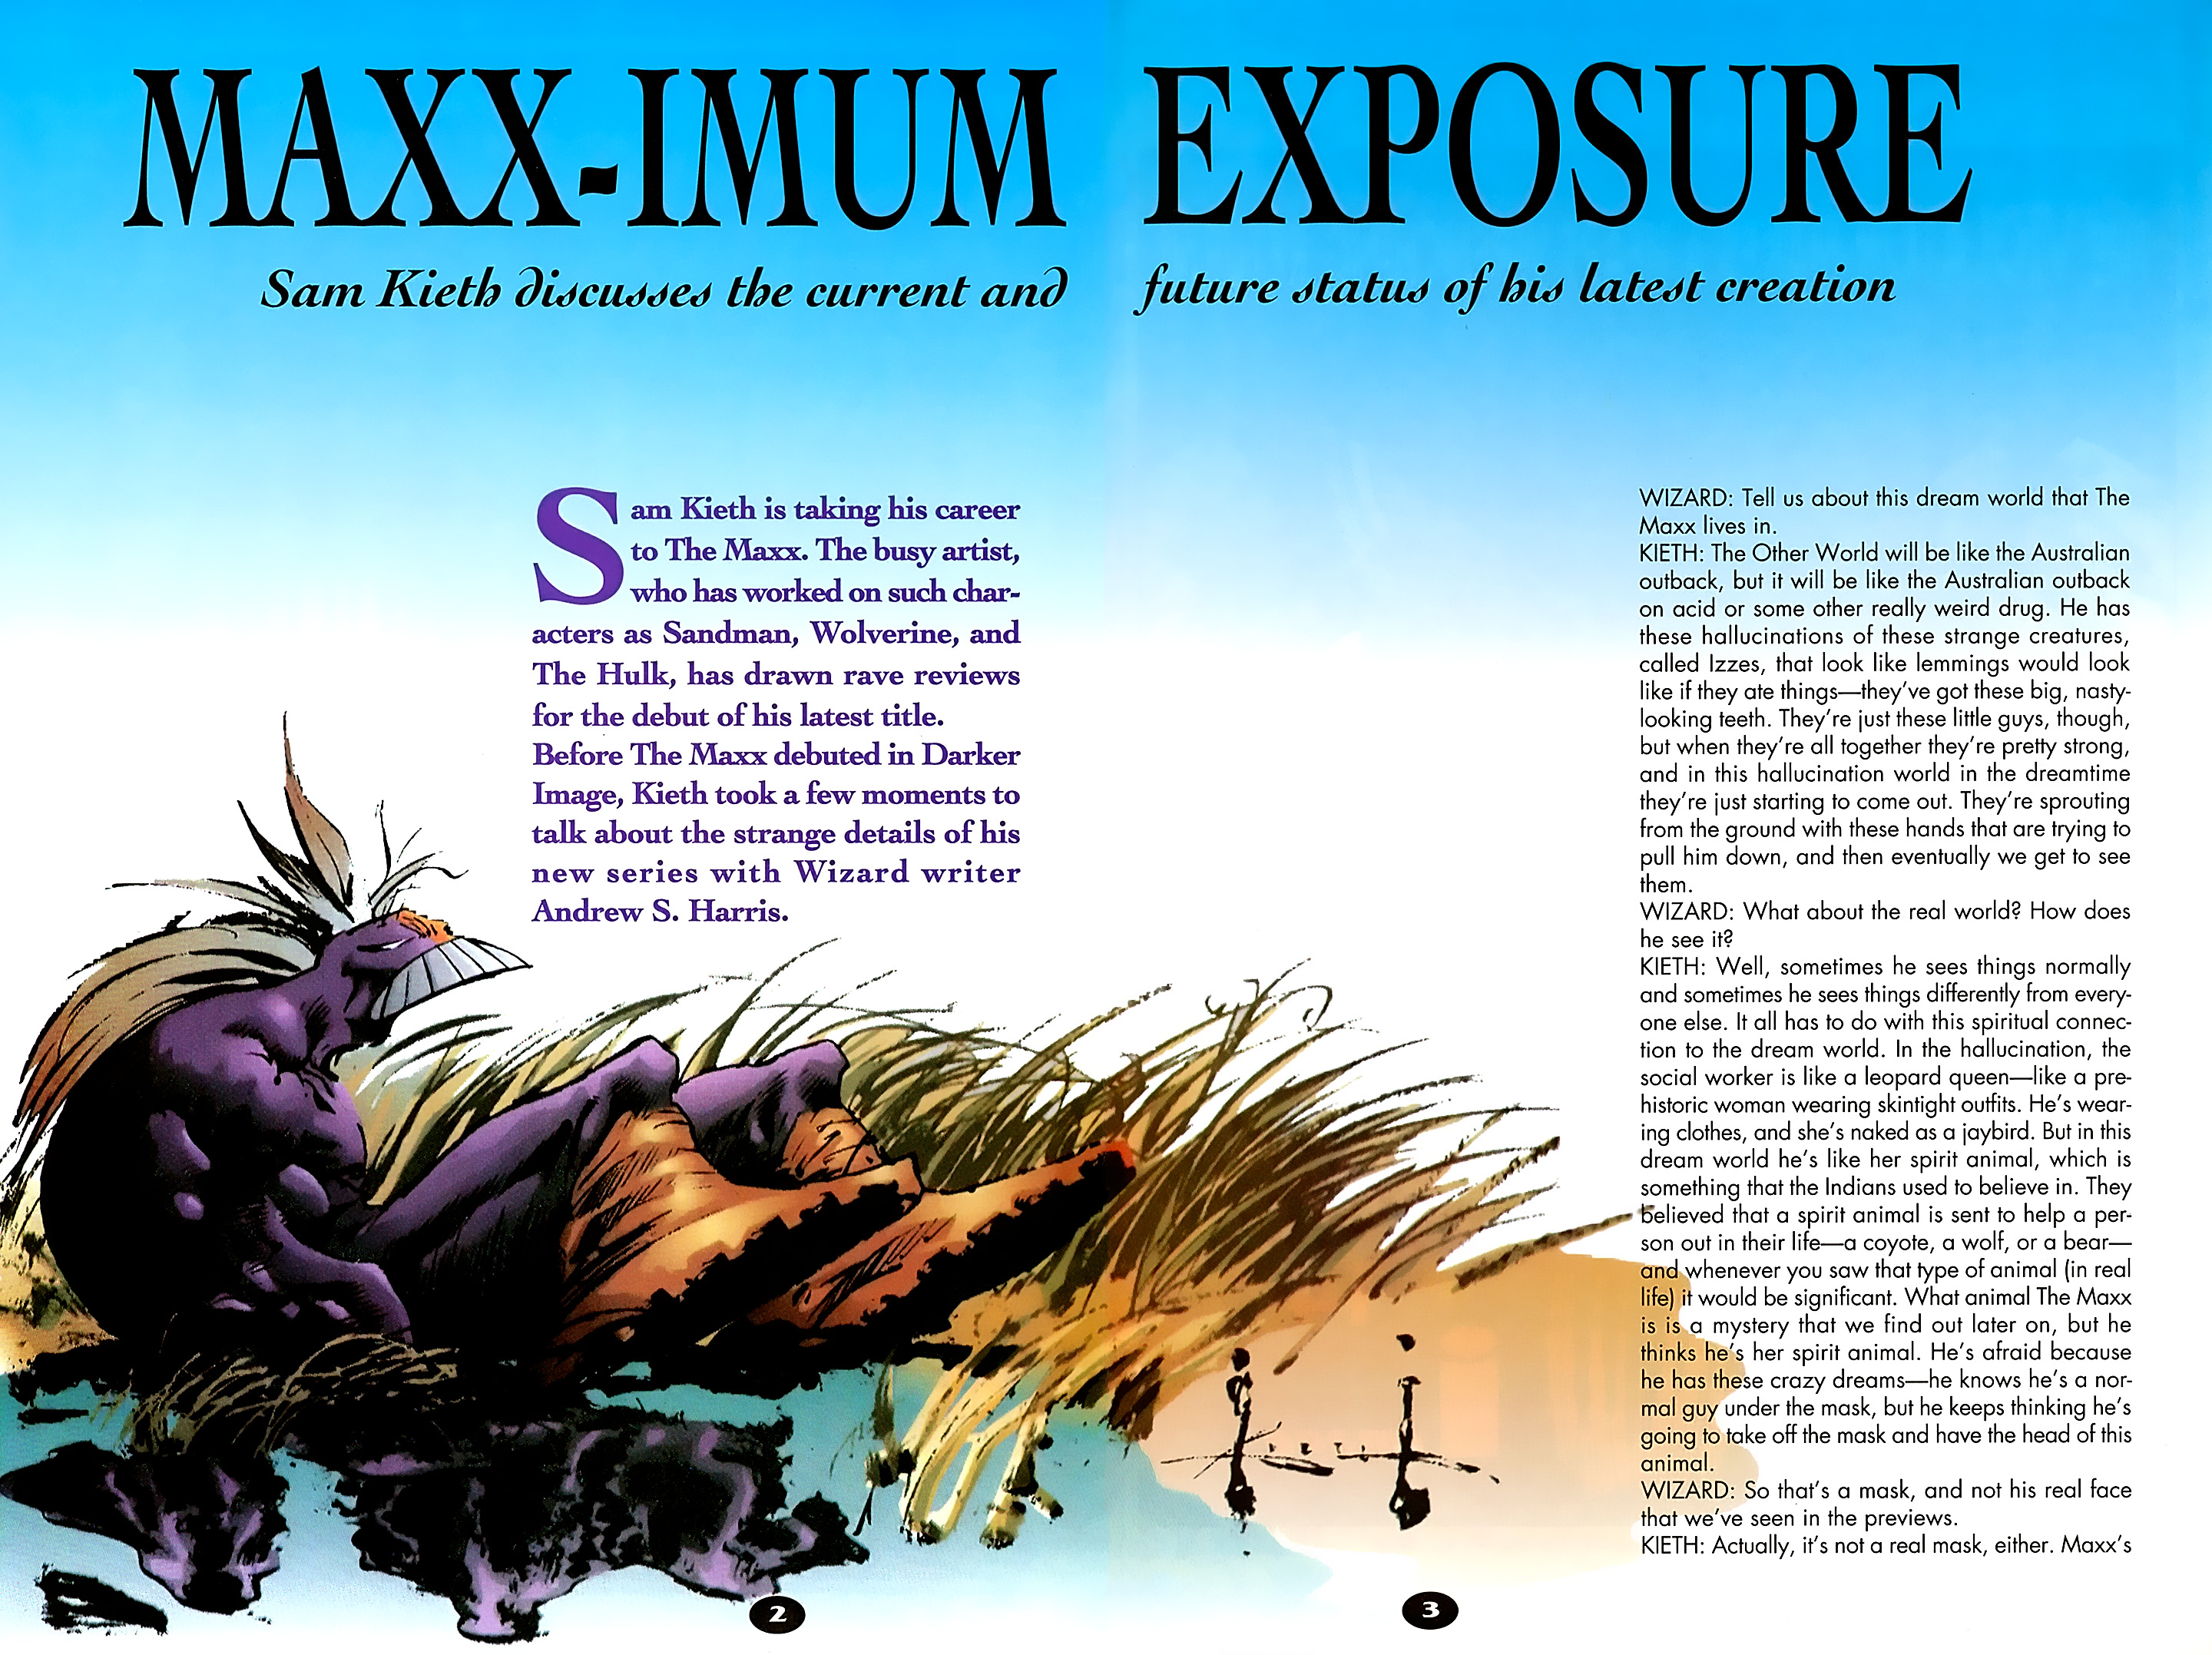 MAXX-IMUM EXPOSURE
Sam Kieth discusses the current and future status of his latest creation
Sam Kieth is taking his career
to The Maxx. The busy artist,
who has worked on such char-
acters as Sandman, Wolverine, and
The Hulk, has drawn rave reviews
for the debut of his latest title.
Before The Maxx debuted in Darker
Image, Kieth took a few moments to
talk about the strange details of his
new series with Wizard writer
Andrew S. Harris.
WIZARD: Tell us about this dream world that The
Maxx lives in.
KIETH: The Other World will be like the Australian
outback, but it will be like the Australian outback
on acid or some other really weird drug. He has
these hallucinations of these strange creatures,
called Izzes, that look like lemmings would look
like if they ate things—they've got these big, nasty-
looking teeth. They're just these little guys, though,
but when they're all together they're pretty strong,
and in this hallucination world in the dreamtime
they're just starting to come out. They're sprouting
from the ground with these hands that are trying to
pull him down, and then eventually we get to see
them.
WIZARD: What about the real world? How does
he see it?
KIETH: Well, sometimes he sees things normally
and sometimes he sees things differently from every-
one else. It all has to do with this spiritual connec-
tion to the dream world. In the hallucination, the
social worker is like a leopard queen—like a pre-
historic woman wearing skintight outfits. He's wear-
ing clothes, and she's naked as a jaybird. But in this
dream world he's like her spirit animal, which is
something that the Indians used to believe in. They
believed that a spirit animal is sent to help a per-
son out in their life—a coyote, a wolf, or a bear—
and whenever you saw that type of animal (in real
life) it would be significant. What animal The Maxx
is is a mystery that we find out later on, but he
thinks he's her spirit animal. He's afraid because
he has these crazy dreams—he knows he's a nor-
mal guy under the mask, but he keeps thinking he's
going to take off the mask and have the head of this
animal.
WIZARD: So that's a mask, and not his real face
that we've seen in the previews.
KIETH: Actually, it's not a real mask, either. Maxx's
Kieth
2
3